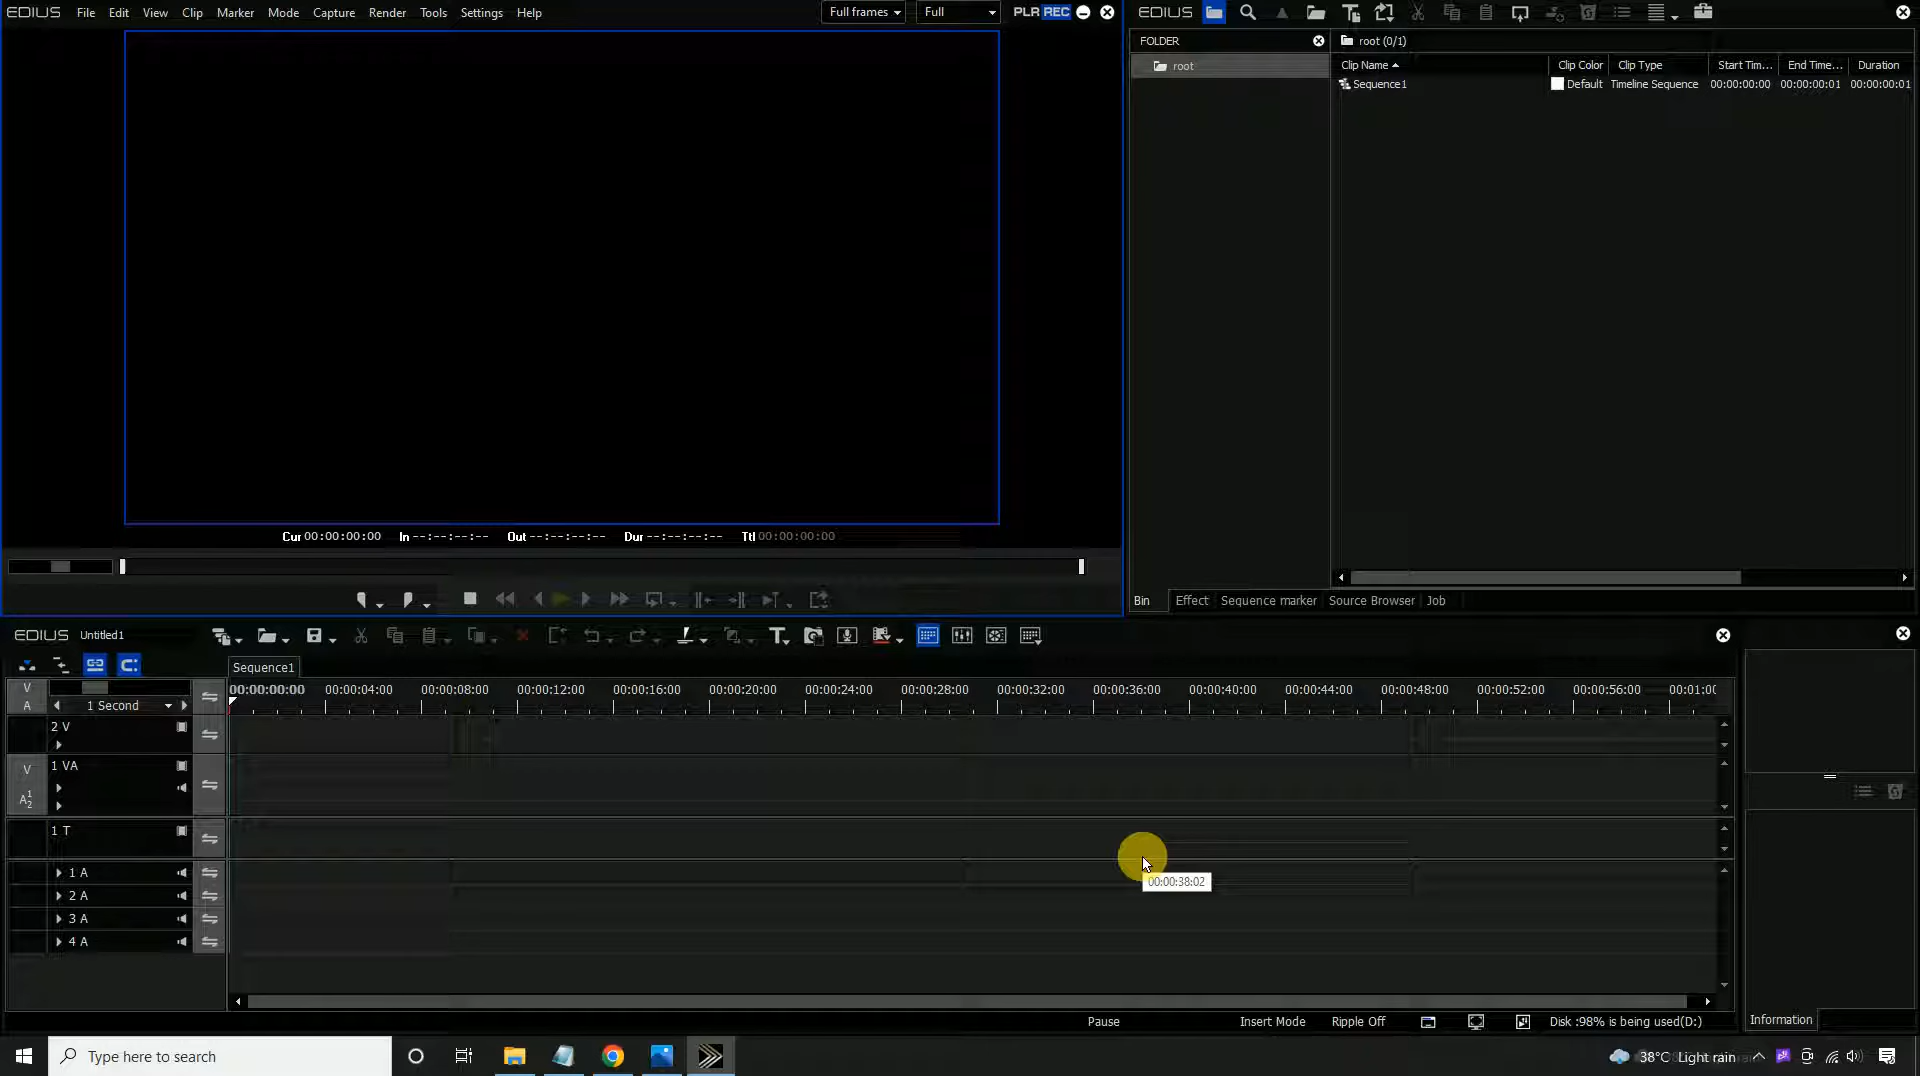 EDIUS File Edit View Clip Marker Mode Capture Render Tools Settings Help Full frames Full PLR REC
Cur 00:00:00:00 In --:--:--:-- Out --:--:--:-- Dur --:--:--:-- Ttl 00:00:00:00
EDIUS
FOLDER
root
root (0/1)
Clip Name Clip Color Clip Type Start Tim... End Time... Duration
Sequence1 Default Timeline Sequence 00:00:00:00 00:00:00:01 00:00:00:01
Bin Effect Sequence marker Source Browser Job
EDIUS Untitled1
Sequence1
V
A
1 Second
00:00:00:00 00:00:04:00 00:00:08:00 00:00:12:00 00:00:16:00 00:00:20:00 00:00:24:00 00:00:28:00 00:00:32:00 00:00:36:00 00:00:40:00 00:00:44:00 00:00:48:00 00:00:52:00 00:00:56:00 00:01:0(
2 V
V 1 VA
A 1 2
1 T
1 A
2 A
3 A
4 A
00:00:38:02
Pause Insert Mode Ripple Off Disk :98% is being used(D:)
Information
Type here to search
38°C Light rain